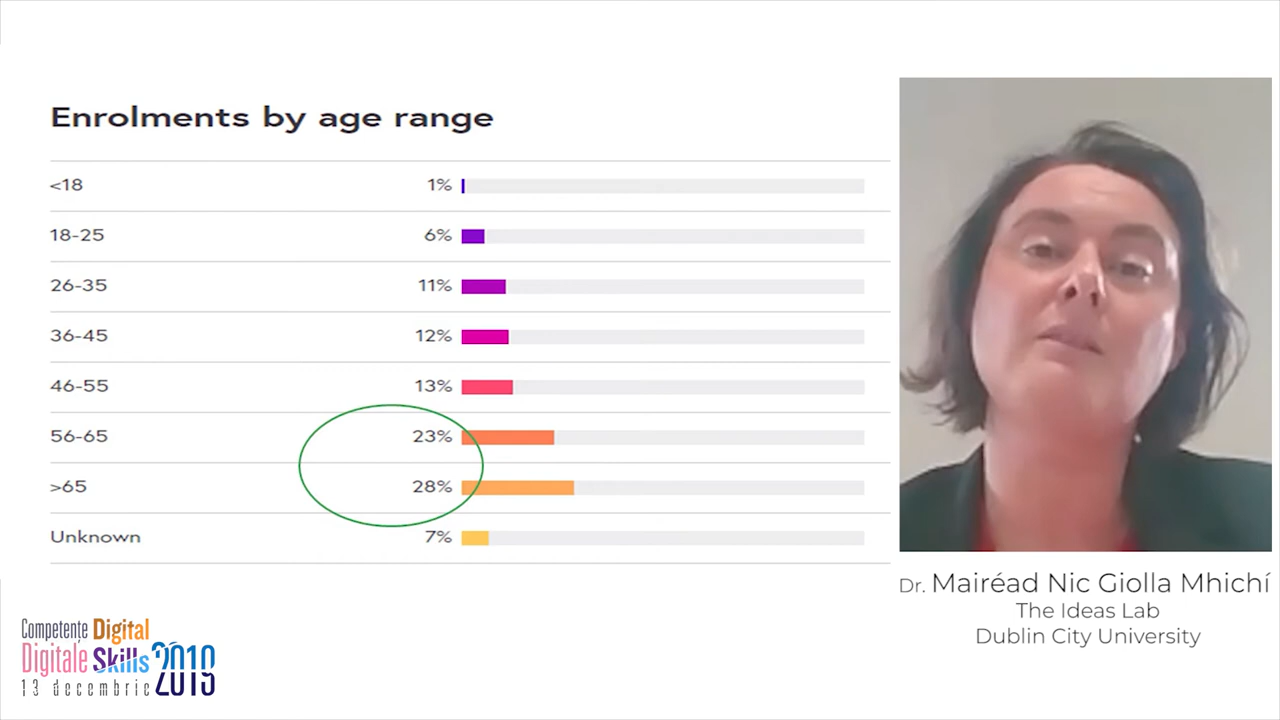 Enrolments by age range
<18 1%
18-25 6%
26-35 11%
36-45 12%
46-55 13%
56-65 23%
>65 28%
Unknown 7%
Dr. Mairéad Nic Giolla Mhichí
The Ideas Lab
Dublin City University
Competențe Digital
Digitale Skills 2019
13 decembrie